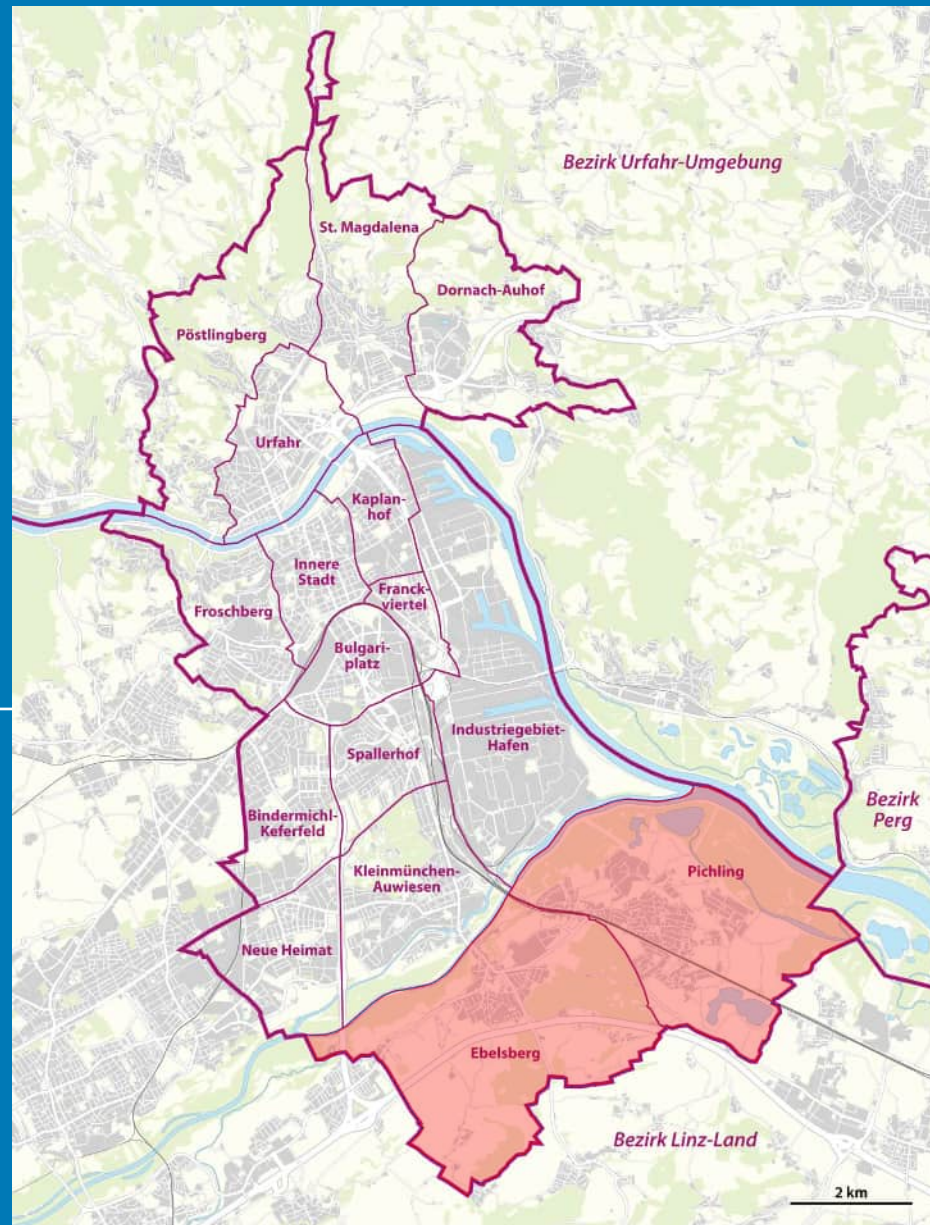 Bezirk Urfahr-Umgebung
St. Magdalena
Dornach-Auhof
Pöstlingberg
Urfahr
Kaplan-
hof
Innere
Stadt
Franck-
viertel
Froschberg
Bulgari-
platz
Industriegebiet-
Hafen
Spallerhof
Bezirk
Perg
Bindermichl-
Keferfeld
Kleinmünchen-
Auwiesen
Pichling
Neue Heimat
Ebelsberg
Bezirk Linz-Land
2 km